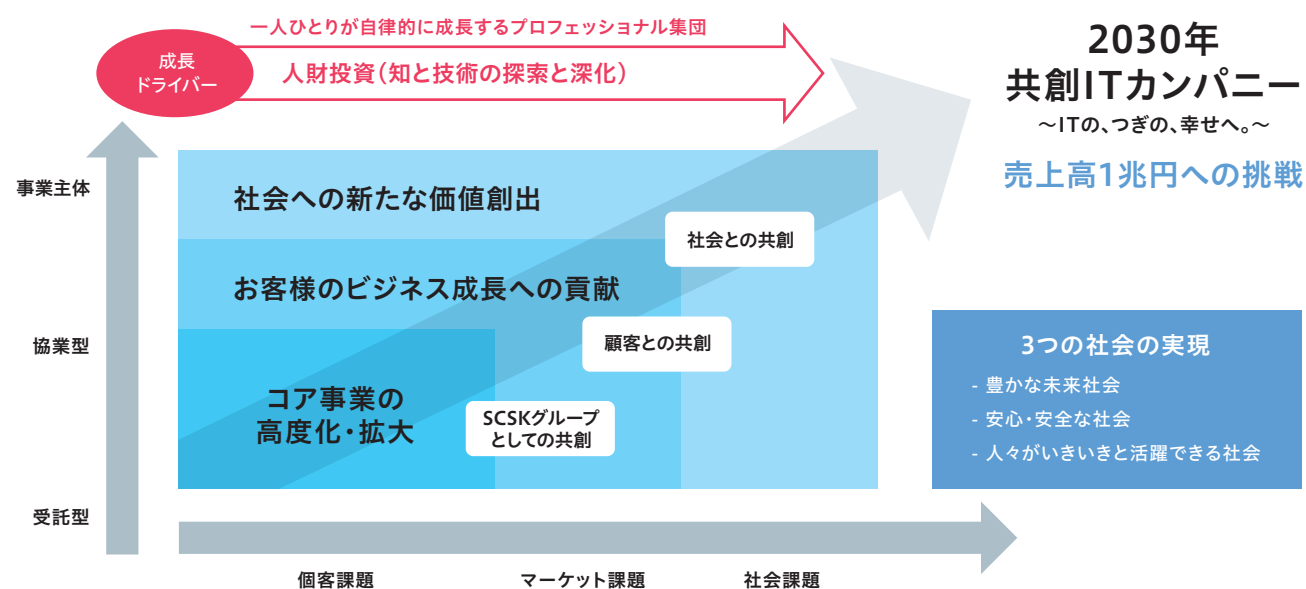 一人ひとりが自律的に成長するプロフェッショナル集団
成長
ドライバー
人財投資(知と技術の探索と深化)
2030年
共創ITカンパニー
~ITの、つぎの、幸せへ。~
売上高1兆円への挑戦
事業主体
社会への新たな価値創出
社会との共創
お客様のビジネス成長への貢献
協業型
顧客との共創
コア事業の
高度化・拡大
SCSKグループ
としての共創
3つの社会の実現
- 豊かな未来社会
- 安心・安全な社会
- 人々がいきいきと活躍できる社会
受託型
個客課題
マーケット課題
社会課題